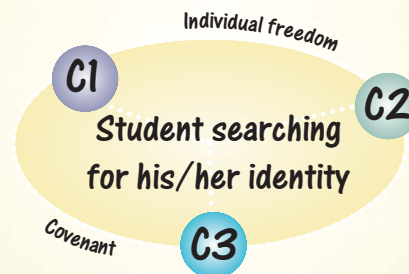 Individual freedom
C1
C2
Student searching
for his/her identity
Covenant
C3